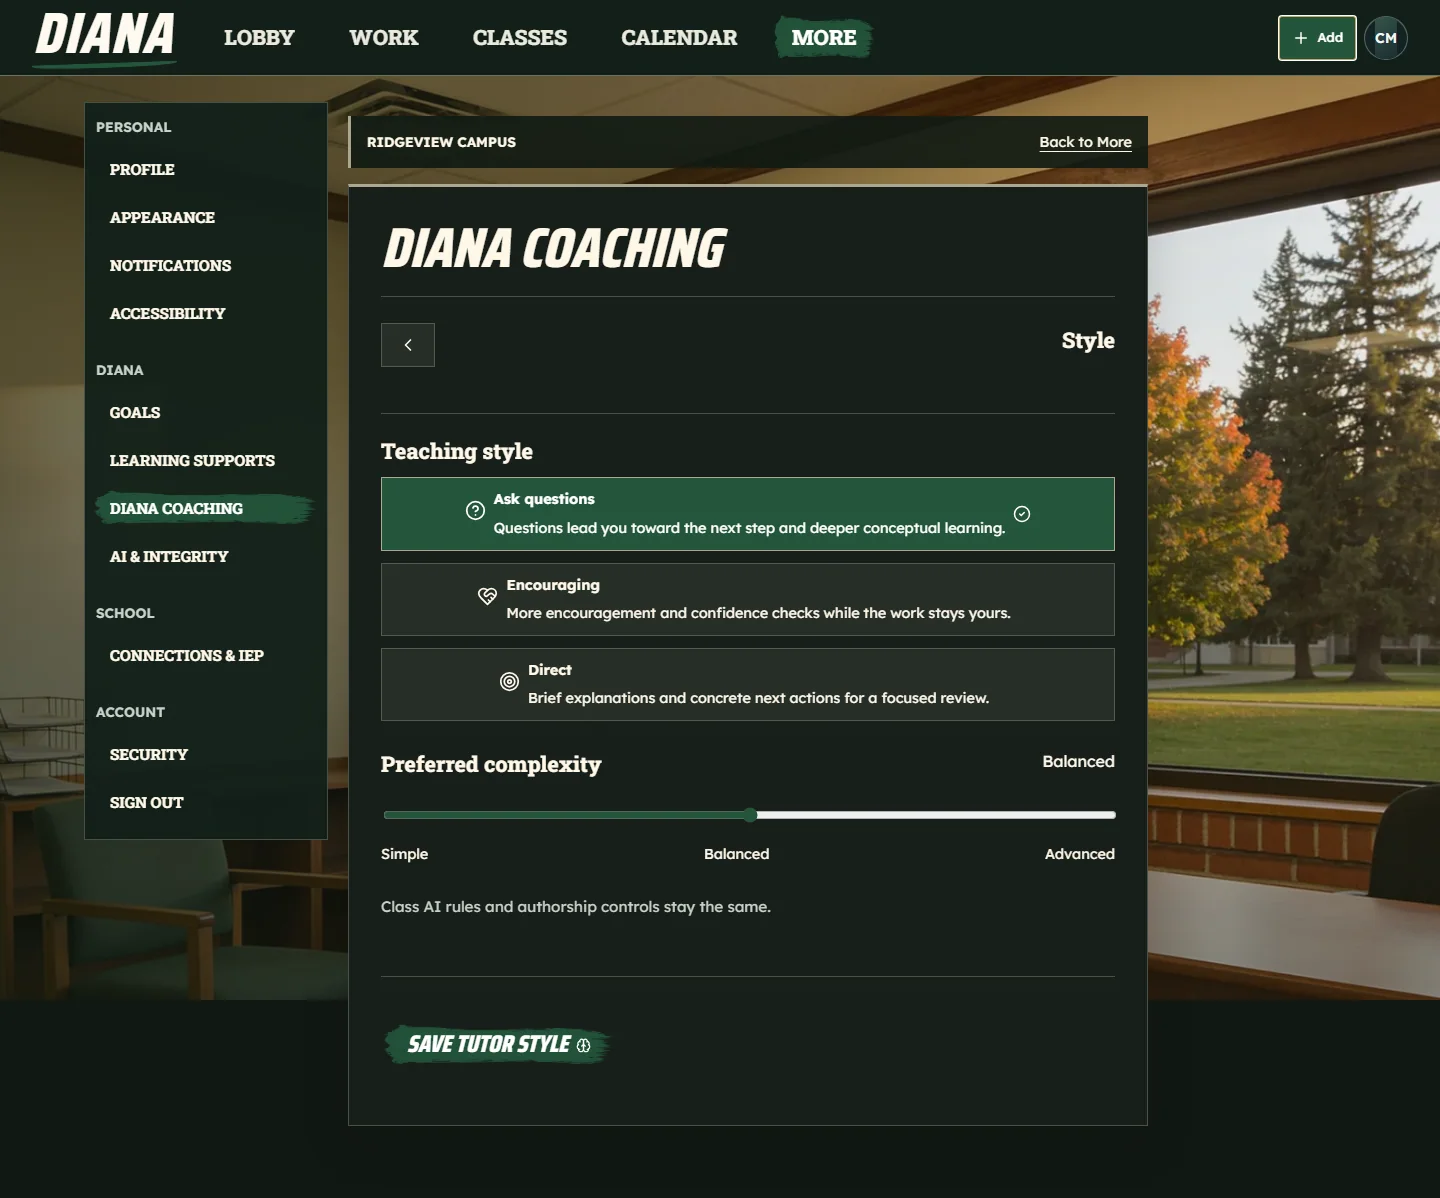 DIANA
LOBBY
WORK
CLASSES
CALENDAR
MORE
Add
CM
PERSONAL
PROFILE
APPEARANCE
NOTIFICATIONS
ACCESSIBILITY
DIANA
GOALS
LEARNING SUPPORTS
DIANA COACHING
AI & INTEGRITY
SCHOOL
CONNECTIONS & IEP
ACCOUNT
SECURITY
SIGN OUT
RIDGEVIEW CAMPUS
Back to More
DIANA COACHING
Style
Teaching style
Ask questions
Questions lead you toward the next step and deeper conceptual learning.
Encouraging
More encouragement and confidence checks while the work stays yours.
Direct
Brief explanations and concrete next actions for a focused review.
Preferred complexity
Balanced
Simple
Balanced
Advanced
Class AI rules and authorship controls stay the same.
SAVE TUTOR STYLE